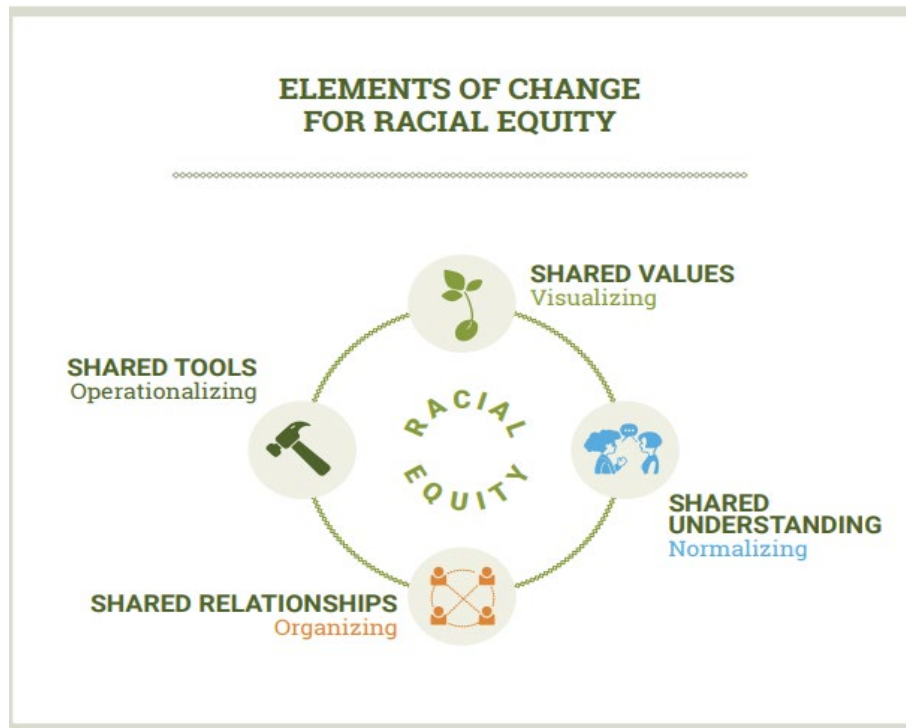 ELEMENTS OF CHANGE
FOR RACIAL EQUITY
SHARED VALUES
Visualizing
SHARED TOOLS
Operationalizing
RACIAL
EQUITY
SHARED
UNDERSTANDING
Normalizing
SHARED RELATIONSHIPS
Organizing